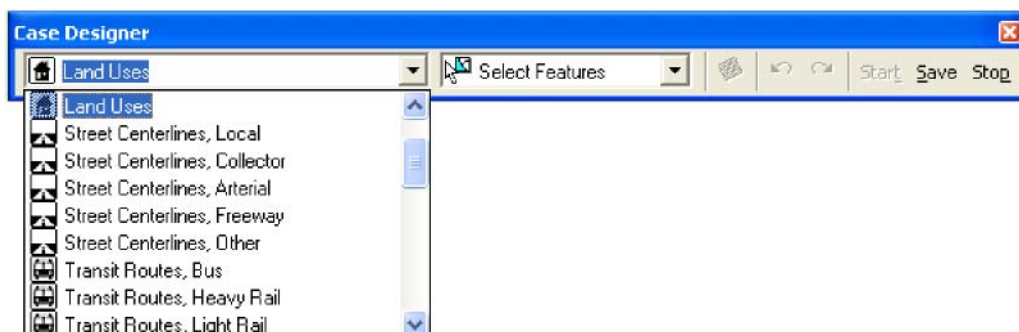 Case Designer
Land Uses
Select Features
Start Save Stop
Land Uses
Street Centerlines, Local
Street Centerlines, Collector
Street Centerlines, Arterial
Street Centerlines, Freeway
Street Centerlines, Other
Transit Routes, Bus
Transit Routes, Heavy Rail
Transit Routes, Light Rail